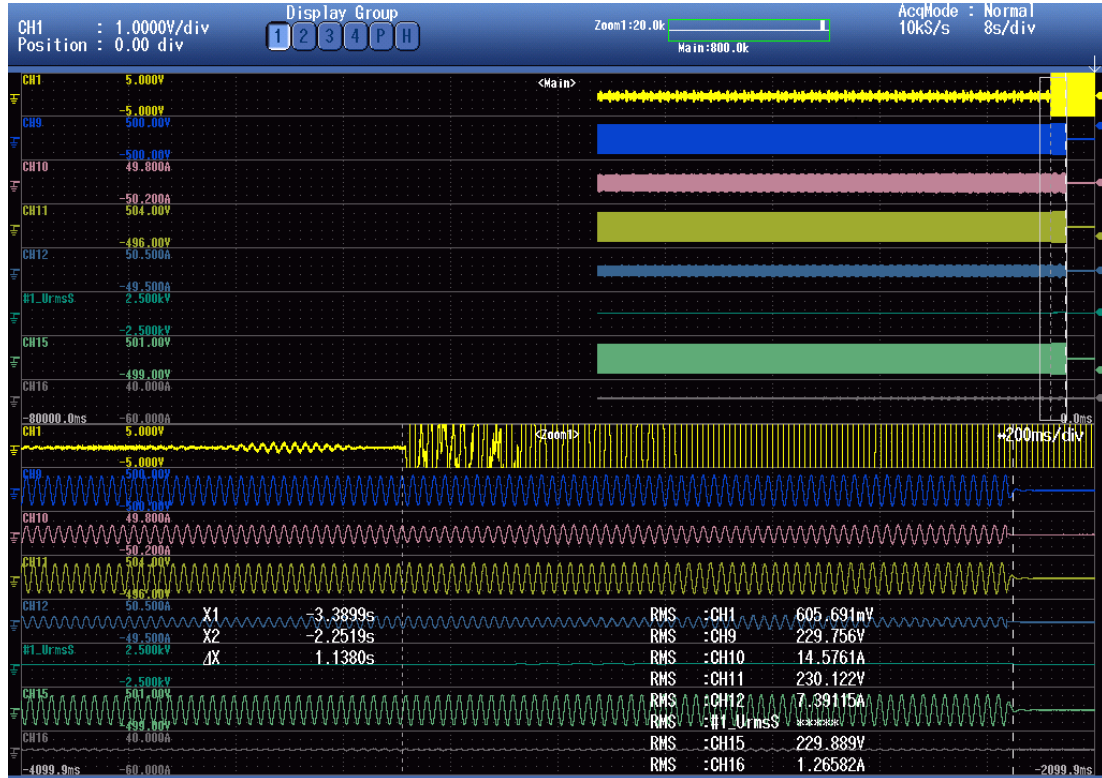 CH1 : 1.0000V/div
Position : 0.00 div
Display Group
1 2 3 4 P H
Zoom1:20.0k
Main:800.0k
AcqMode : Normal
10kS/s 8s/div
<Main>
CH1 5.000V
-5.000V
CH9 500.00V
-500.00V
CH10 49.800A
-50.200A
CH11 504.00V
-496.00V
CH12 50.500A
-49.500A
#1_UrmsS 2.500kV
-2.500kV
CH15 501.00V
-499.00V
CH16 40.000A
-80000.0ms -60.000A 0.0ms
CH1 5.000V <Zoom1> 200ms/div
-5.000V
CH9 500.00V
-500.00V
CH10 49.800A
-50.200A
CH11 504.00V
-496.00V
CH12 50.500A
-49.500A
#1_UrmsS 2.500kV
-2.500kV
CH15 501.00V
-499.00V
CH16 40.000A
-4099.9ms -60.000A -2099.9ms
X1 -3.3899s
X2 -2.2519s
ΔX 1.1380s
RMS :CH1 605.691mV
RMS :CH9 229.756V
RMS :CH10 14.5761A
RMS :CH11 230.122V
RMS :CH12 7.39115A
RMS :#1_UrmsS *****
RMS :CH15 229.889V
RMS :CH16 1.26582A